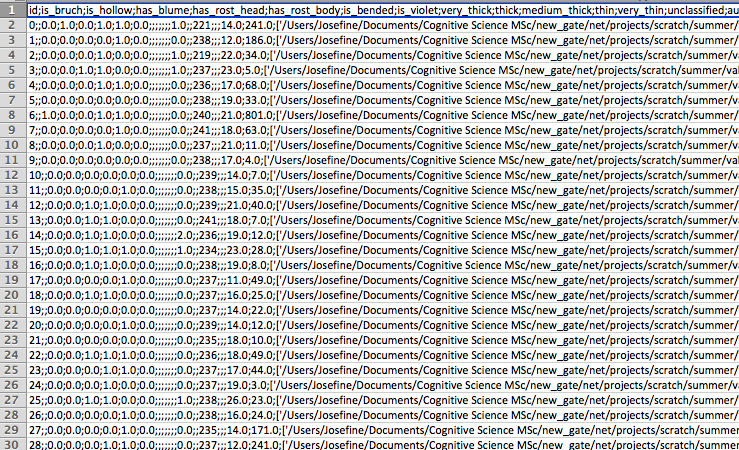 1 id;is_bruch;is_hollow;has_blume;has_rost_head;has_rost_body;is_bended;is_violet;very_thick;thick;medium_thick;thin;very_thin;unclassified;au
2 0;;0.0;1.0;0.0;1.0;1.0;0.0;;;;;;;1.0;;221;;;14.0;241.0;['/Users/Josefine/Documents/Cognitive Science MSc/new_gate/net/projects/scratch/summer/
3 1;;0.0;0.0;0.0;0.0;1.0;0.0;;;;;;;0.0;;238;;;12.0;186.0;['/Users/Josefine/Documents/Cognitive Science MSc/new_gate/net/projects/scratch/summer/
4 2;;0.0;0.0;0.0;1.0;0.0;0.0;;;;;;;1.0;;219;;;22.0;34.0;['/Users/Josefine/Documents/Cognitive Science MSc/new_gate/net/projects/scratch/summer/v
5 3;;0.0;0.0;1.0;1.0;0.0;0.0;;;;;;;1.0;;237;;;23.0;5.0;['/Users/Josefine/Documents/Cognitive Science MSc/new_gate/net/projects/scratch/summer/val
6 4;;0.0;0.0;0.0;0.0;1.0;0.0;;;;;;;0.0;;236;;;17.0;68.0;['/Users/Josefine/Documents/Cognitive Science MSc/new_gate/net/projects/scratch/summer/v
7 5;;0.0;0.0;0.0;0.0;0.0;0.0;;;;;;;0.0;;238;;;19.0;33.0;['/Users/Josefine/Documents/Cognitive Science MSc/new_gate/net/projects/scratch/summer/v
8 6;;1.0;0.0;0.0;0.0;1.0;0.0;;;;;;;0.0;;240;;;21.0;801.0;['/Users/Josefine/Documents/Cognitive Science MSc/new_gate/net/projects/scratch/summer/
9 7;;0.0;0.0;0.0;0.0;1.0;0.0;;;;;;;0.0;;241;;;18.0;63.0;['/Users/Josefine/Documents/Cognitive Science MSc/new_gate/net/projects/scratch/summer/v
10 8;;0.0;0.0;0.0;1.0;0.0;0.0;;;;;;;0.0;;237;;;21.0;11.0;['/Users/Josefine/Documents/Cognitive Science MSc/new_gate/net/projects/scratch/summer/v
11 9;;0.0;0.0;0.0;0.0;0.0;0.0;;;;;;;0.0;;238;;;17.0;4.0;['/Users/Josefine/Documents/Cognitive Science MSc/new_gate/net/projects/scratch/summer/val
12 10;;0.0;0.0;0.0;0.0;0.0;0.0;;;;;;;0.0;;239;;;14.0;7.0;['/Users/Josefine/Documents/Cognitive Science MSc/new_gate/net/projects/scratch/summer/v
13 11;;0.0;0.0;0.0;0.0;1.0;0.0;;;;;;;0.0;;238;;;15.0;35.0;['/Users/Josefine/Documents/Cognitive Science MSc/new_gate/net/projects/scratch/summer/
14 12;;0.0;0.0;1.0;1.0;0.0;0.0;;;;;;;0.0;;239;;;21.0;40.0;['/Users/Josefine/Documents/Cognitive Science MSc/new_gate/net/projects/scratch/summer/
15 13;;0.0;0.0;0.0;1.0;0.0;0.0;;;;;;;0.0;;241;;;18.0;7.0;['/Users/Josefine/Documents/Cognitive Science MSc/new_gate/net/projects/scratch/summer/v
16 14;;0.0;0.0;1.0;1.0;0.0;0.0;;;;;;;2.0;;236;;;19.0;12.0;['/Users/Josefine/Documents/Cognitive Science MSc/new_gate/net/projects/scratch/summer/
17 15;;0.0;0.0;1.0;1.0;1.0;0.0;;;;;;;1.0;;234;;;23.0;28.0;['/Users/Josefine/Documents/Cognitive Science MSc/new_gate/net/projects/scratch/summer/
18 16;;0.0;0.0;0.0;1.0;0.0;0.0;;;;;;;0.0;;238;;;19.0;8.0;['/Users/Josefine/Documents/Cognitive Science MSc/new_gate/net/projects/scratch/summer/v
19 17;;0.0;0.0;0.0;0.0;1.0;0.0;;;;;;;0.0;;237;;;11.0;49.0;['/Users/Josefine/Documents/Cognitive Science MSc/new_gate/net/projects/scratch/summer/
20 18;;0.0;0.0;1.0;1.0;0.0;0.0;;;;;;;0.0;;237;;;16.0;25.0;['/Users/Josefine/Documents/Cognitive Science MSc/new_gate/net/projects/scratch/summer/
21 19;;0.0;0.0;0.0;0.0;0.0;0.0;;;;;;;0.0;;237;;;14.0;22.0;['/Users/Josefine/Documents/Cognitive Science MSc/new_gate/net/projects/scratch/summer/
22 20;;0.0;0.0;0.0;0.0;1.0;0.0;;;;;;;0.0;;239;;;14.0;12.0;['/Users/Josefine/Documents/Cognitive Science MSc/new_gate/net/projects/scratch/summer/
23 21;;0.0;0.0;0.0;1.0;0.0;0.0;;;;;;;0.0;;235;;;18.0;10.0;['/Users/Josefine/Documents/Cognitive Science MSc/new_gate/net/projects/scratch/summer/
24 22;;0.0;0.0;1.0;1.0;0.0;0.0;;;;;;;0.0;;236;;;18.0;49.0;['/Users/Josefine/Documents/Cognitive Science MSc/new_gate/net/projects/scratch/summer/
25 23;;0.0;0.0;0.0;0.0;1.0;0.0;;;;;;;0.0;;237;;;17.0;44.0;['/Users/Josefine/Documents/Cognitive Science MSc/new_gate/net/projects/scratch/summer/
26 24;;0.0;0.0;0.0;1.0;0.0;0.0;;;;;;;0.0;;237;;;19.0;3.0;['/Users/Josefine/Documents/Cognitive Science MSc/new_gate/net/projects/scratch/summer/v
27 25;;0.0;0.0;1.0;1.0;0.0;0.0;;;;;;;1.0;;238;;;26.0;23.0;['/Users/Josefine/Documents/Cognitive Science MSc/new_gate/net/projects/scratch/summer/
28 26;;0.0;0.0;0.0;0.0;0.0;0.0;;;;;;;0.0;;238;;;16.0;24.0;['/Users/Josefine/Documents/Cognitive Science MSc/new_gate/net/projects/scratch/summer/
29 27;;0.0;0.0;0.0;0.0;1.0;0.0;;;;;;;0.0;;235;;;14.0;171.0;['/Users/Josefine/Documents/Cognitive Science MSc/new_gate/net/projects/scratch/summer
30 28;;0.0;0.0;0.0;1.0;1.0;0.0;;;;;;;0.0;;237;;;12.0;241.0;['/Users/Josefine/Documents/Cognitive Science MSc/new_gate/net/projects/scratch/summer